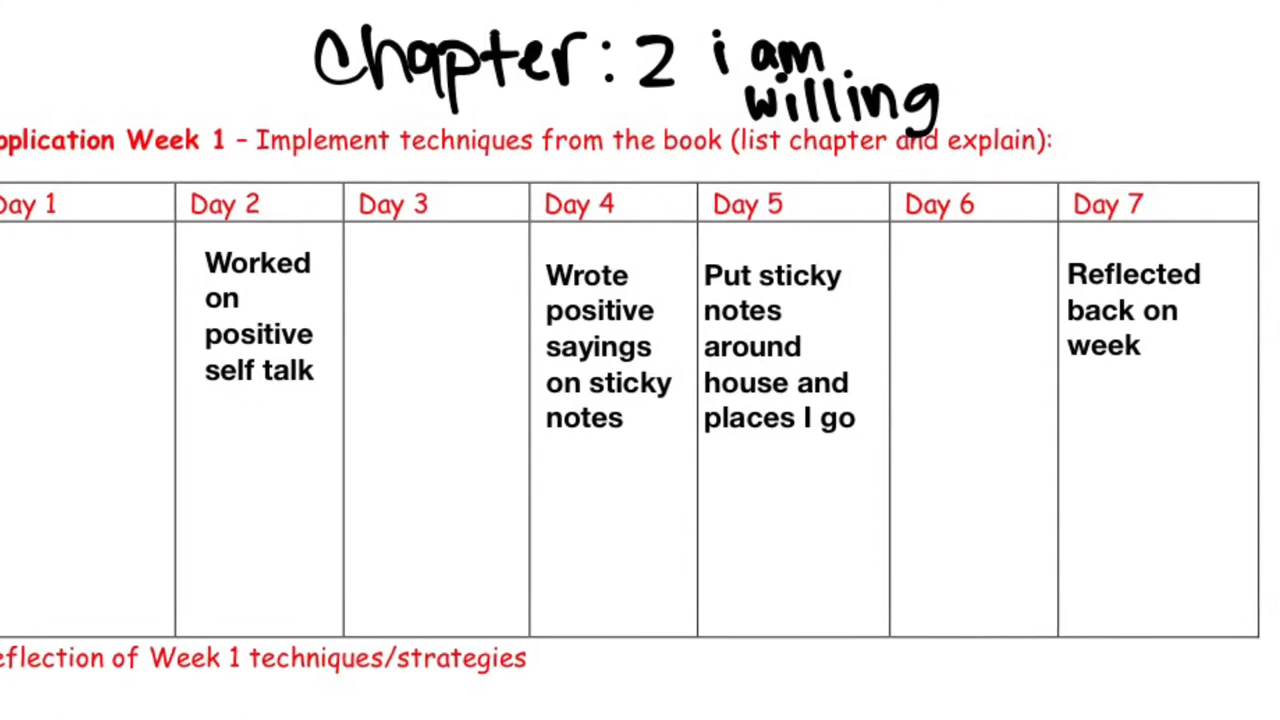 Chapter: 2 i am
willing
pplication Week 1 – Implement techniques from the book (list chapter and explain):
Day 1 Day 2 Day 3 Day 4 Day 5 Day 6 Day 7
Worked
on
positive
self talk
Wrote
positive
sayings
on sticky
notes
Put sticky
notes
around
house and
places I go
Reflected
back on
week
eflection of Week 1 techniques/strategies